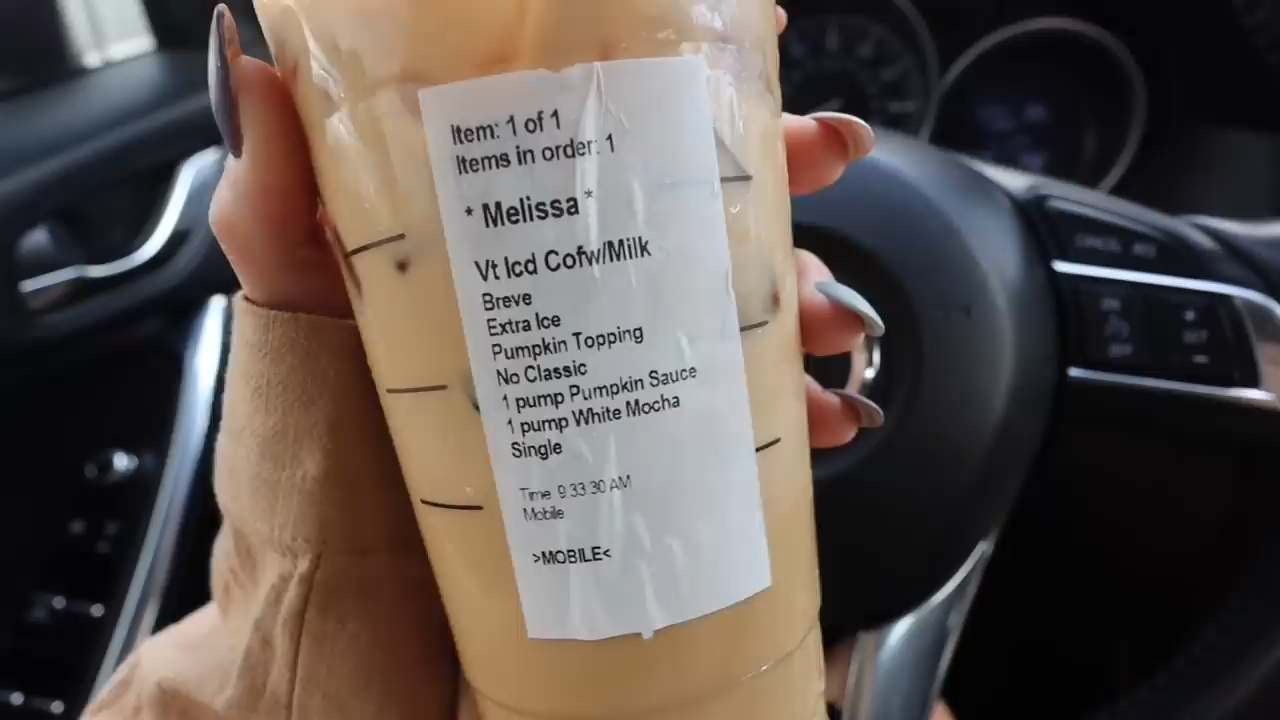 Item: 1 of 1
Items in order: 1
* Melissa *
Vt Icd Cofw/Milk
Breve
Extra Ice
Pumpkin Topping
No Classic
1 pump Pumpkin Sauce
1 pump White Mocha
Single
Time 9:33:30 AM
Mobile
>MOBILE<